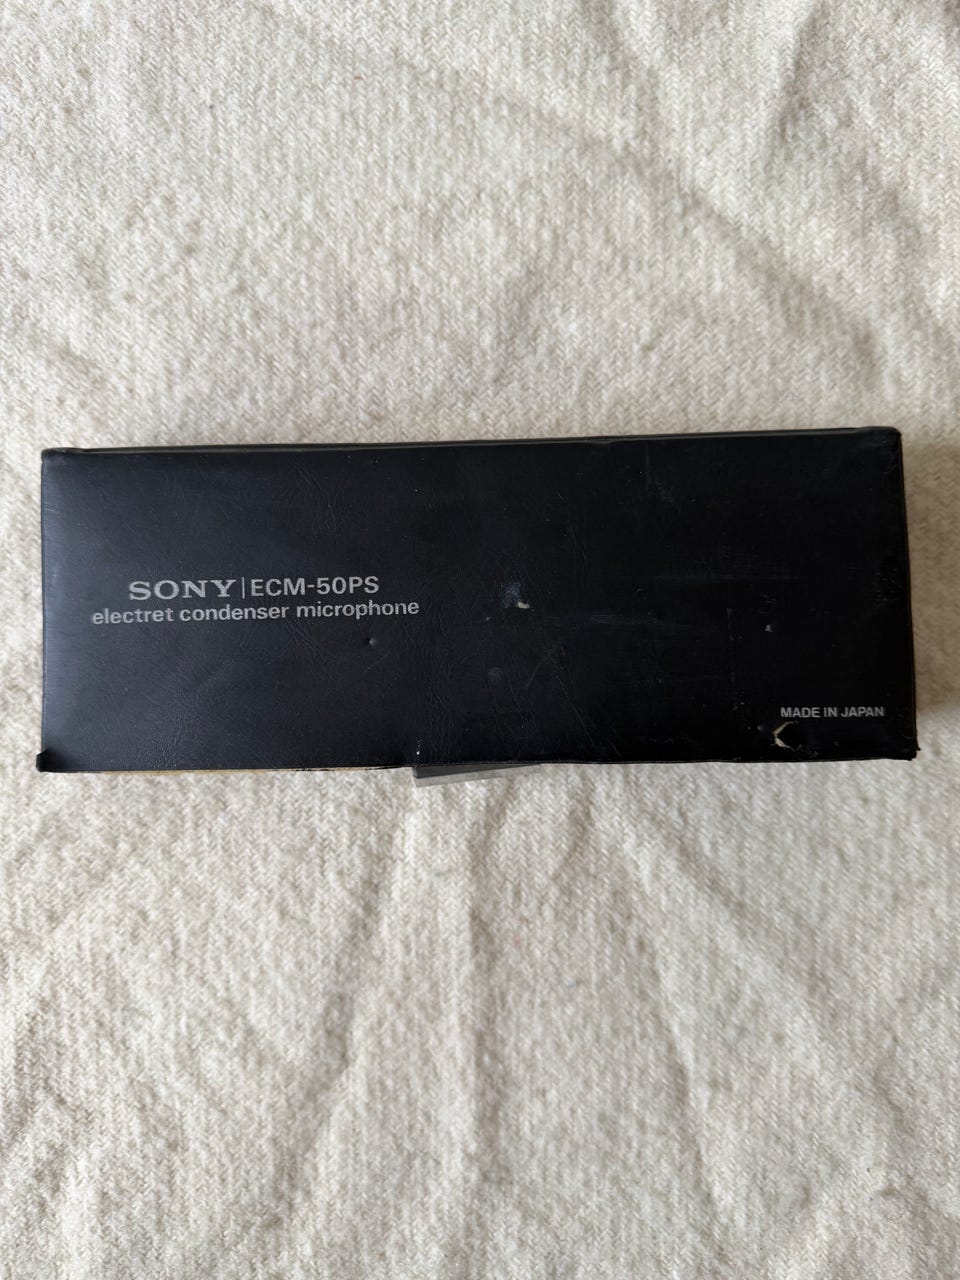 SONY|ECM-50PS
electret condenser microphone
MADE IN JAPAN